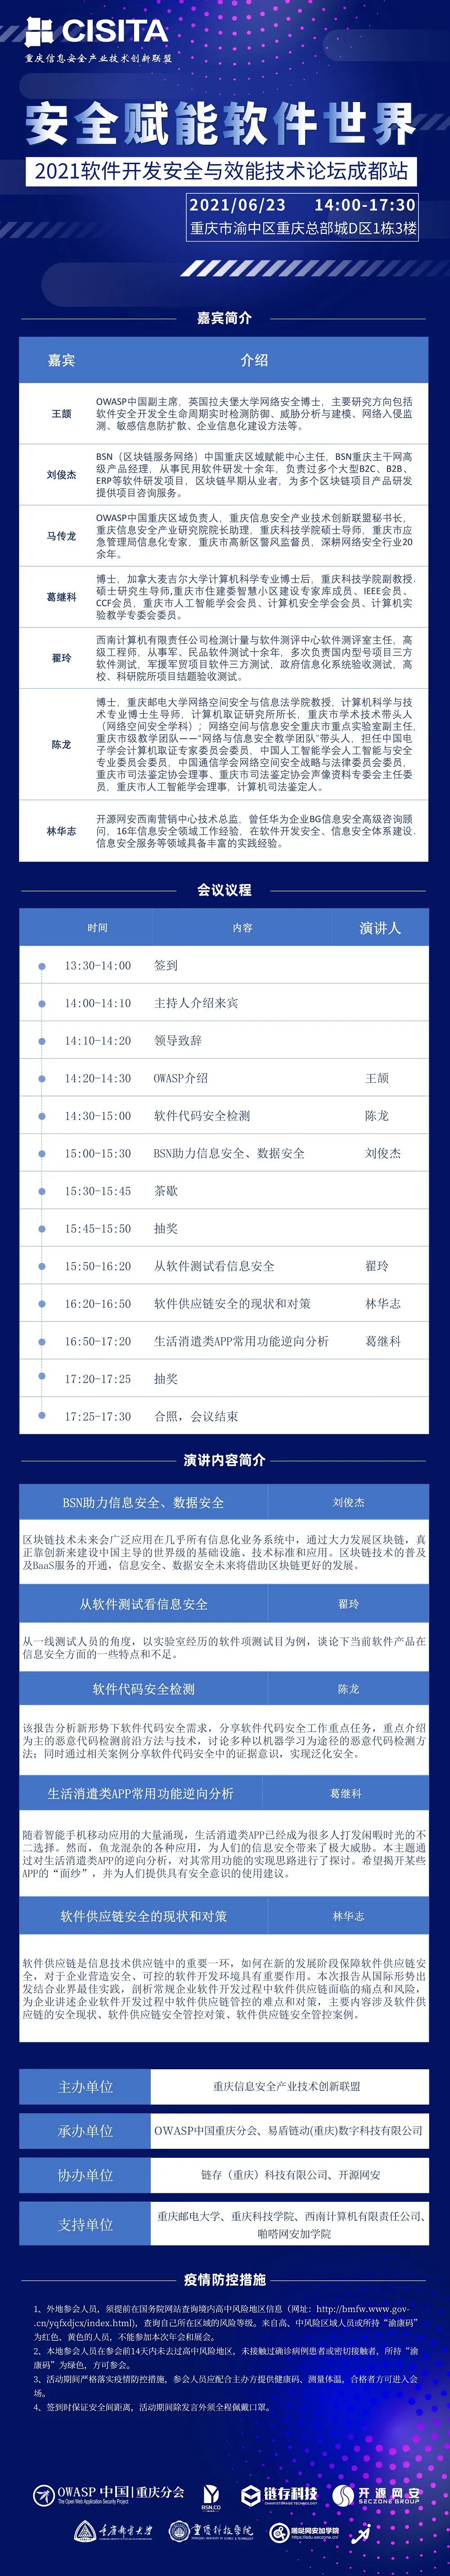 CISITA
重庆信息安全产业技术创新联盟
安全赋能软件世界
2021软件开发安全与效能技术论坛成都站
2021/06/23 14:00-17:30
重庆市渝中区重庆总部城D区1栋3楼
嘉宾简介
嘉宾 介绍
王颉
OWASP中国副主席，英国拉夫堡大学网络安全博士，主要研究方向包括
软件安全开发全生命周期实时检测防御、威胁分析与建模、网络入侵监
测、敏感信息防扩散、企业信息化建设方法等。
刘俊杰
BSN（区块链服务网络）中国重庆区域赋能中心主任，BSN重庆主干网高
级产品经理，从事民用软件研发十余年，负责过多个大型B2C、B2B、
ERP等软件研发项目，区块链早期从业者，为多个区块链项目产品研发
提供项目咨询服务。
马传龙
OWASP中国重庆区域负责人，重庆信息安全产业技术创新联盟秘书长，
重庆信息安全产业研究院院长助理，重庆科技学院硕士导师，重庆市应
急管理局信息化专家，重庆市高新区警风监督员，深耕网络安全行业20
余年。
葛继科
博士，加拿大麦吉尔大学计算机科学专业博士后，重庆科技学院副教授.
硕士研究生导师,重庆市住建委智慧小区建设专家库成员、IEEE会员、
CCF会员，重庆市人工智能学会会员、计算机安全学会会员、计算机实
验教学专委会委员。
翟玲
西南计算机有限责任公司检测计量与软件测评中心软件测评室主任，高
级工程师，从事军、民品软件测试十余年，多次负责国内型号项目三方
软件测试，军援军贸项目软件三方测试，政府信息化系统验收测试，高
校、科研院所项目结题验收测试。
陈龙
博士，重庆邮电大学网络空间安全与信息法学院教授，计算机科学与技
术专业博士生导师，计算机取证研究所所长，重庆市学术技术带头人
（网络空间安全学科）；网络空间与信息安全重庆市重点实验室副主任，
重庆市级教学团队——“网络与信息安全教学团队”带头人，担任中国电
子学会计算机取证专家委员会委员，中国人工智能学会人工智能与安全
专业委员会委员，中国通信学会网络空间安全战略与法律委员会委员，
重庆市司法鉴定协会理事、重庆市司法鉴定协会声像资料专委会主任委
员，重庆市人工智能学会理事，计算机司法鉴定人。
林华志
开源网安西南营销中心技术总监，曾任华为企业BG信息安全高级咨询顾
问，16年信息安全领域工作经验，在软件开发安全、信息安全体系建设.
信息安全服务等领域具备丰富的实践经验。
会议议程
时间 内容 演讲人
13:30-14:00 签到
14:00-14:10 主持人介绍来宾
14:10-14:20 领导致辞
14:20-14:30 OWASP介绍 王颉
14:30-15:00 软件代码安全检测 陈龙
15:00-15:30 BSN助力信息安全、数据安全 刘俊杰
15:30-15:45 茶歇
15:45-15:50 抽奖
15:50-16:20 从软件测试看信息安全 翟玲
16:20-16:50 软件供应链安全的现状和对策 林华志
16:50-17:20 生活消遣类APP常用功能逆向分析 葛继科
17:20-17:25 抽奖
17:25-17:30 合照，会议结束
演讲内容简介
BSN助力信息安全、数据安全 刘俊杰
区块链技术未来会广泛应用在几乎所有信息化业务系统中，通过大力发展区块链，真
正靠创新来建设中国主导的世界级的基础设施、技术标准和应用。区块链技术的普及
及BaaS服务的开通，信息安全、数据安全未来将借助区块链更好的发展。
从软件测试看信息安全 翟玲
从一线测试人员的角度，以实验室经历的软件项测试目为例，谈论下当前软件产品在
信息安全方面的一些特点和不足。
软件代码安全检测 陈龙
该报告分析新形势下软件代码安全需求，分享软件代码安全工作重点任务，重点介绍
为主的恶意代码检测前沿方法与技术，讨论多种以机器学习为途径的恶意代码检测方
法；同时通过相关案例分享软件代码安全中的证据意识，实现泛化安全。
生活消遣类APP常用功能逆向分析 葛继科
随着智能手机移动应用的大量涌现，生活消遣类APP已经成为很多人打发闲暇时光的不
二选择。然而，鱼龙混杂的各种应用，为人们的信息安全带来了极大威胁。本主题通
过对生活消遣类APP的逆向分析，对其常用功能的实现思路进行了探讨。希望揭开某些
APP的“面纱”，并为人们提供具有安全意识的使用建议。
软件供应链安全的现状和对策 林华志
软件供应链是信息技术供应链中的重要一环，如何在新的发展阶段保障软件供应链安
全，对于企业营造安全、可控的软件开发环境具有重要作用。本次报告从国际形势出
发结合业界最佳实践，剖析常规企业软件开发过程中软件供应链面临的痛点和风险，
为企业讲述企业软件开发过程中软件供应链管控的难点和对策，主要内容涉及软件供
应链的安全现状、软件供应链安全管控对策、软件供应链安全管控案例。
主办单位 重庆信息安全产业技术创新联盟
承办单位 OWASP中国重庆分会、易盾链动(重庆)数字科技有限公司
协办单位 链存（重庆）科技有限公司、开源网安
支持单位 重庆邮电大学、重庆科技学院、西南计算机有限责任公司、
啪嗒网安加学院
疫情防控措施
1、外地参会人员，须提前在国务院网站查询境内高中风险地区信息（网址：http://bmfw.www.gov-
.cn/yqfxdjcx/index.html)，查询自己所在区域的风险等级。来自高、中风险区域人员或所持“渝康码”
为红色、黄色的人员，不能参加本次年会和展会。
2、本地参会人员在参会前14天内未去过高中风险地区，未接触过确诊病例患者或密切接触者，所持“渝
康码”为绿色，方可参会。
3、活动期间严格落实疫情防控措施，参会人员应配合主办方提供健康码、测量体温，合格者方可进入会
场。
4、签到时保证安全间距离，活动期间除发言外须全程佩戴口罩。
OWASP 中国|重庆分会
The Open Web Application Security Project
BSN.CO
链存科技
开源网安
SECZONE GROUP
重庆邮电大学
重庆科技学院
啪嗒网安加学院
https://edu.seczone.cn/